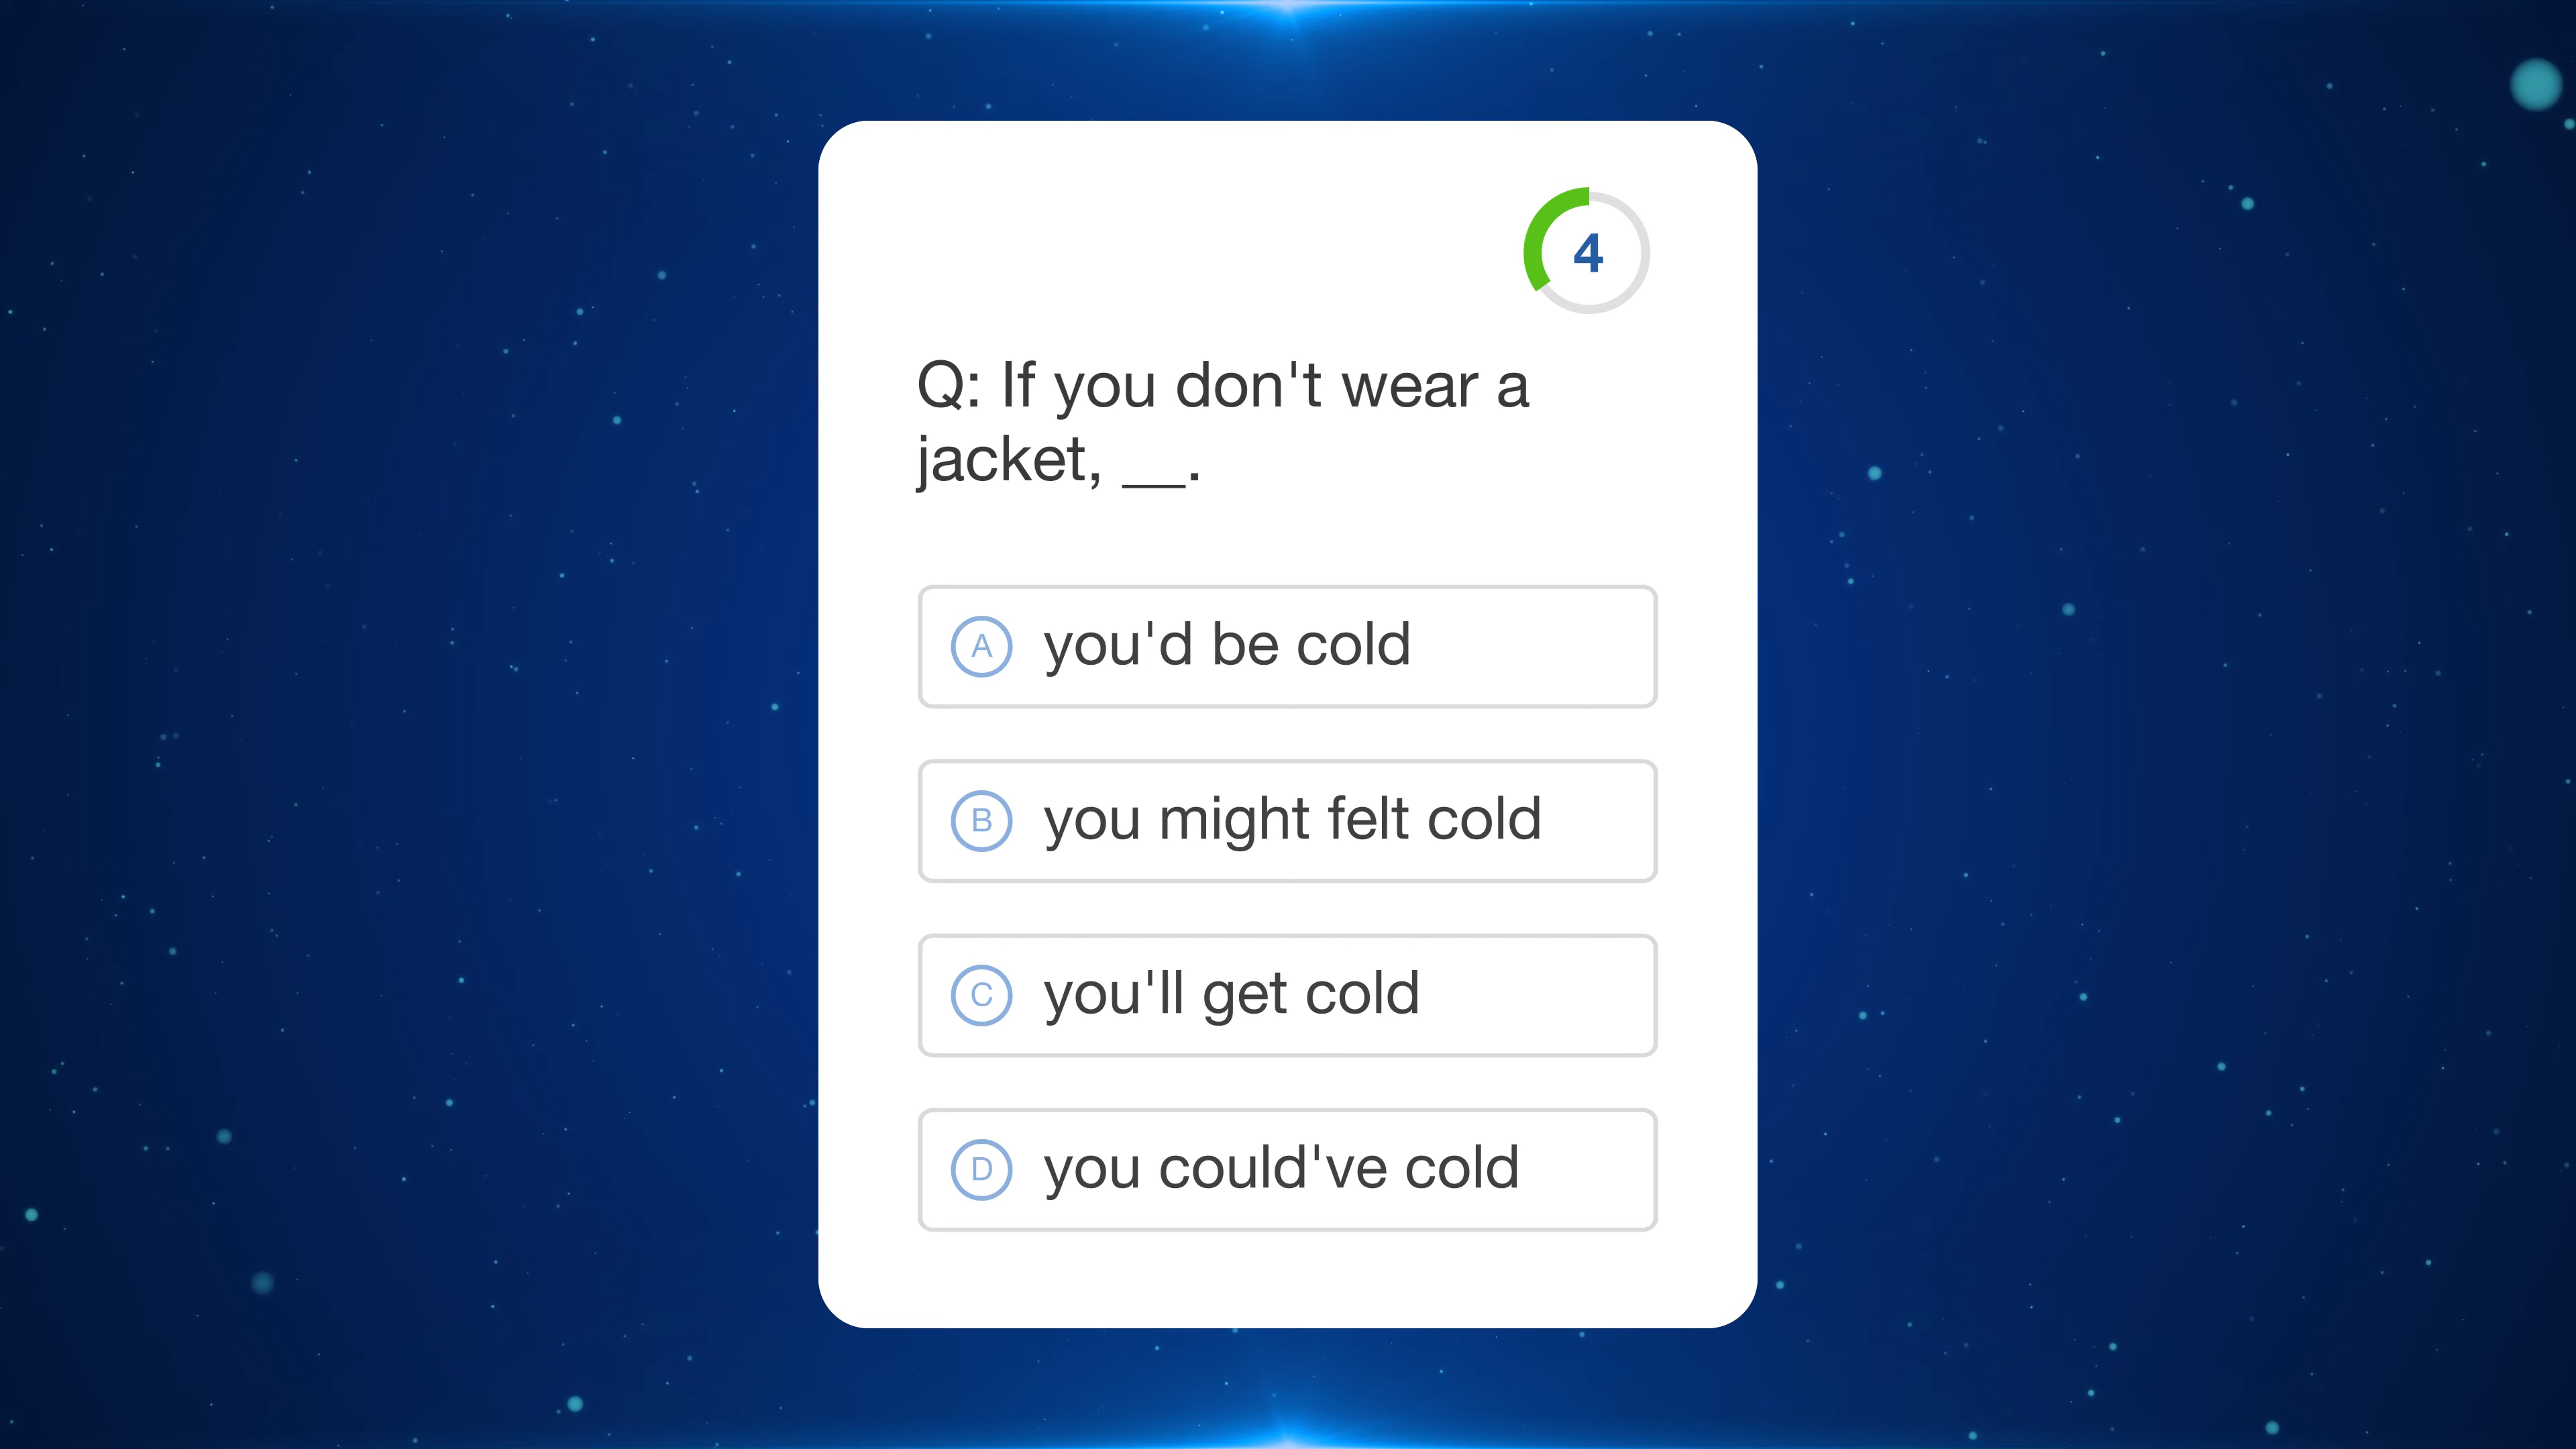 4
Q: If you don't wear a
jacket, __.
A you'd be cold
B you might felt cold
C you'll get cold
D you could've cold